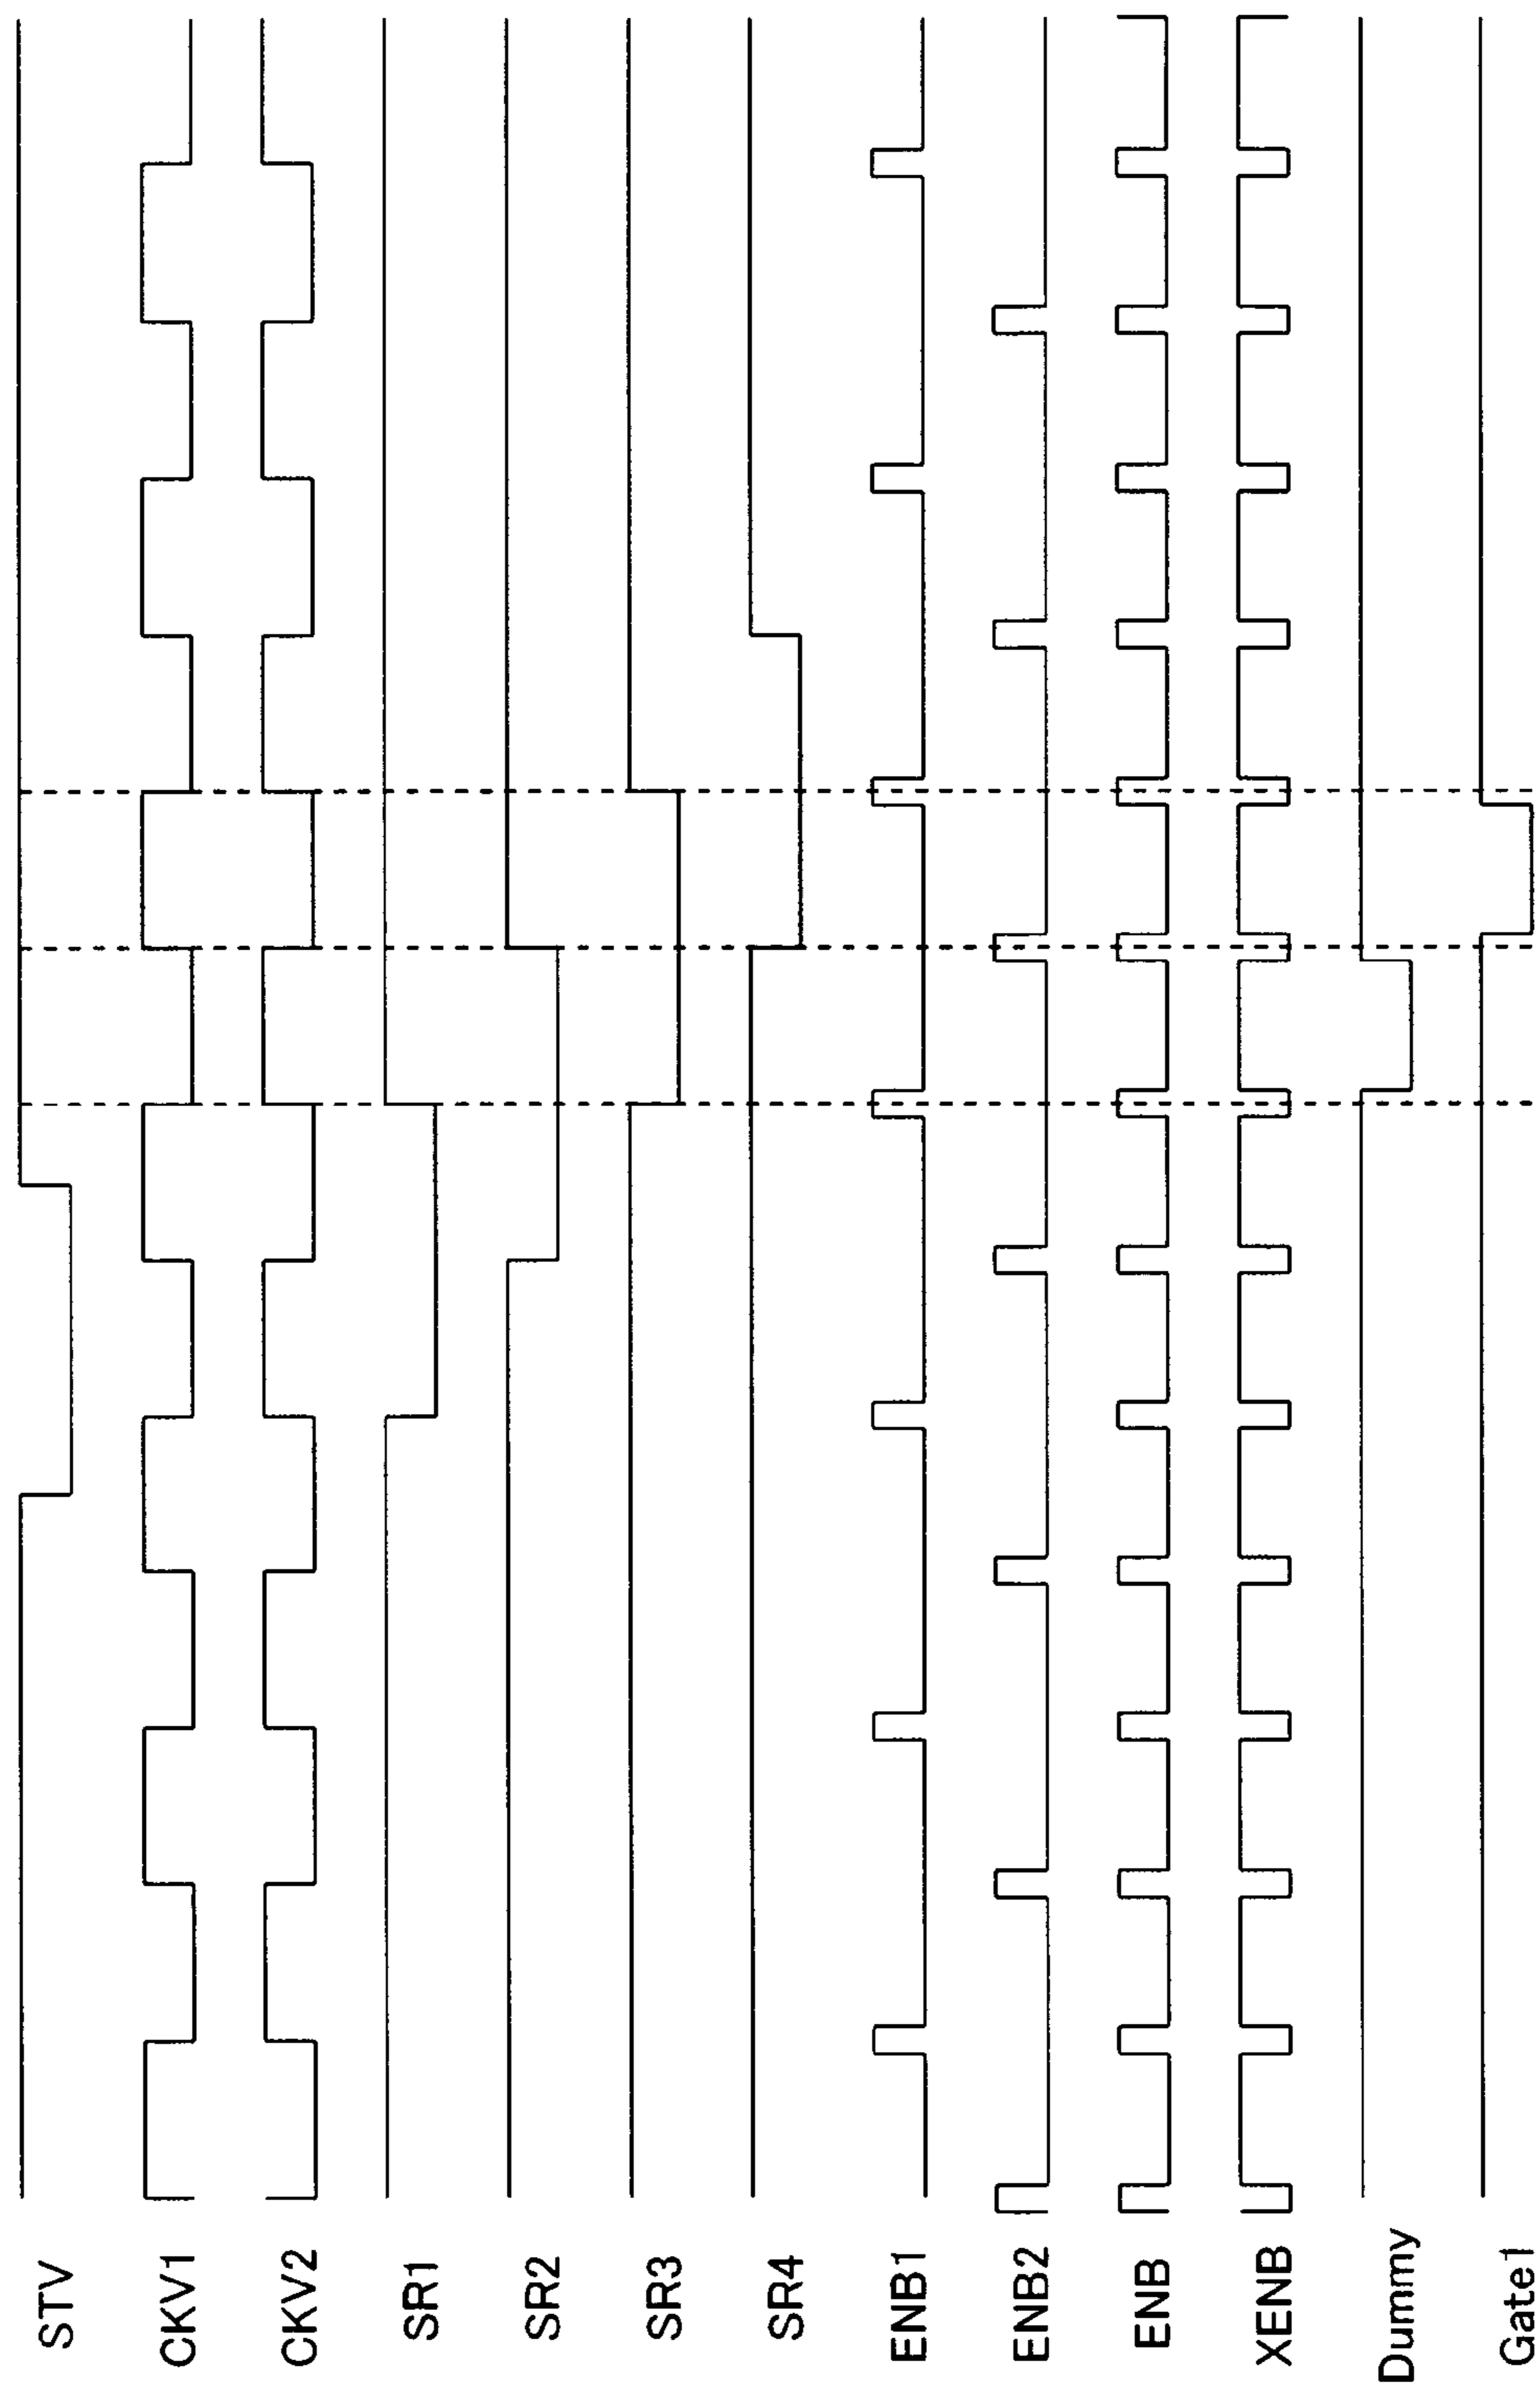 STV
CKV1
CKV2
SR1
SR2
SR3
SR4
ENB1
ENB2
ENB
XENB
Dummy
Gate1